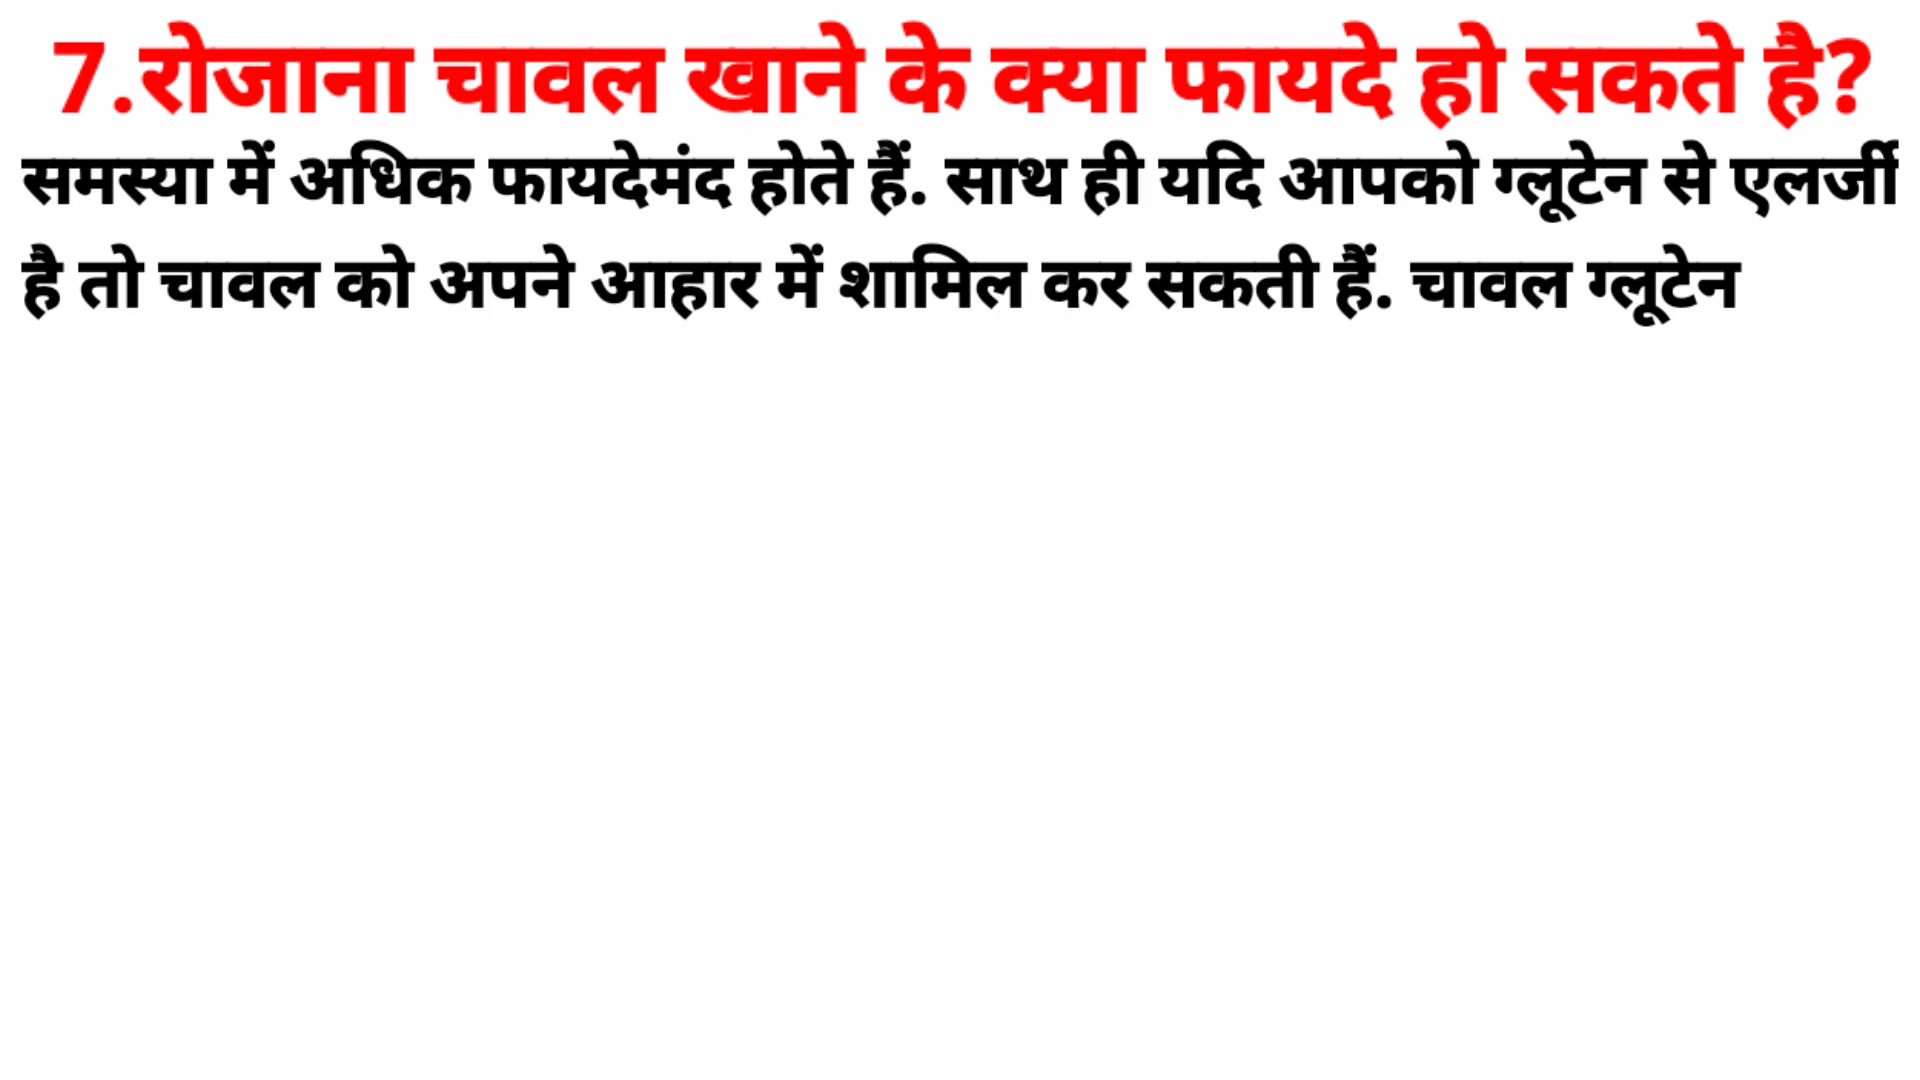 7.रोजाना चावल खाने के क्या फायदे हो सकते है?
समस्या में अधिक फायदेमंद होते हैं. साथ ही यदि आपको ग्लूटेन से एलर्जी
है तो चावल को अपने आहार में शामिल कर सकती हैं. चावल ग्लूटेन